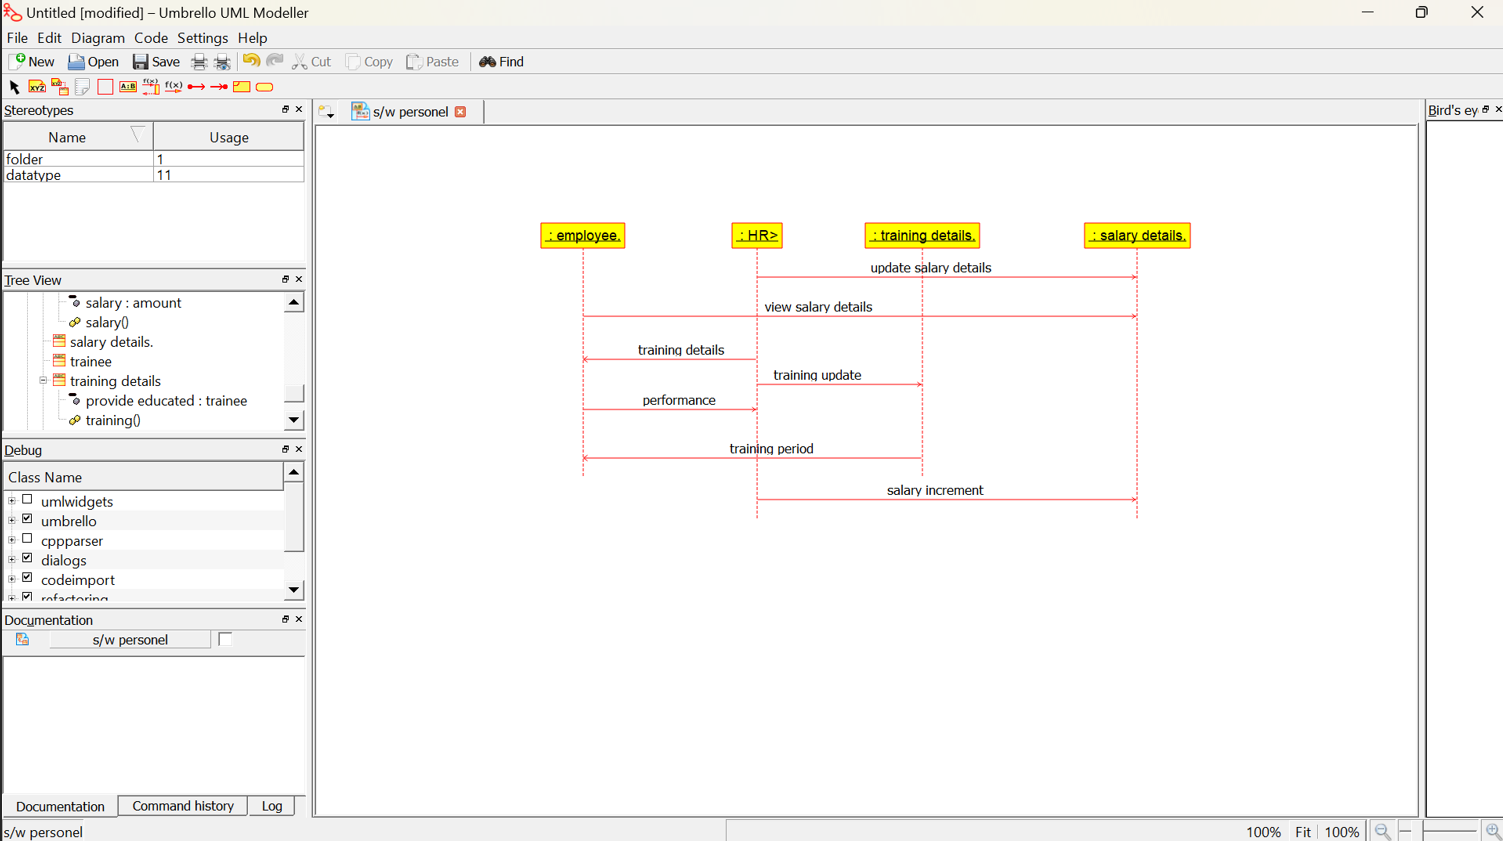 Untitled [modified] – Umbrello UML Modeller
File Edit Diagram Code Settings Help
New Open Save Cut Copy Paste Find
XYZ A:B f(x) f(x)
Stereotypes
Name Usage
folder 1
datatype 11
Tree View
salary : amount
salary()
salary details.
trainee
training details
provide educated : trainee
training()
Debug
Class Name
umlwidgets
umbrello
cppparser
dialogs
codeimport
refactoring
Documentation
s/w personel
Documentation Command history Log
s/w personel
s/w personel
: employee. : HR> : training details. : salary details.
update salary details
view salary details
training details
training update
performance
training period
salary increment
Bird's ey
100% Fit 100%